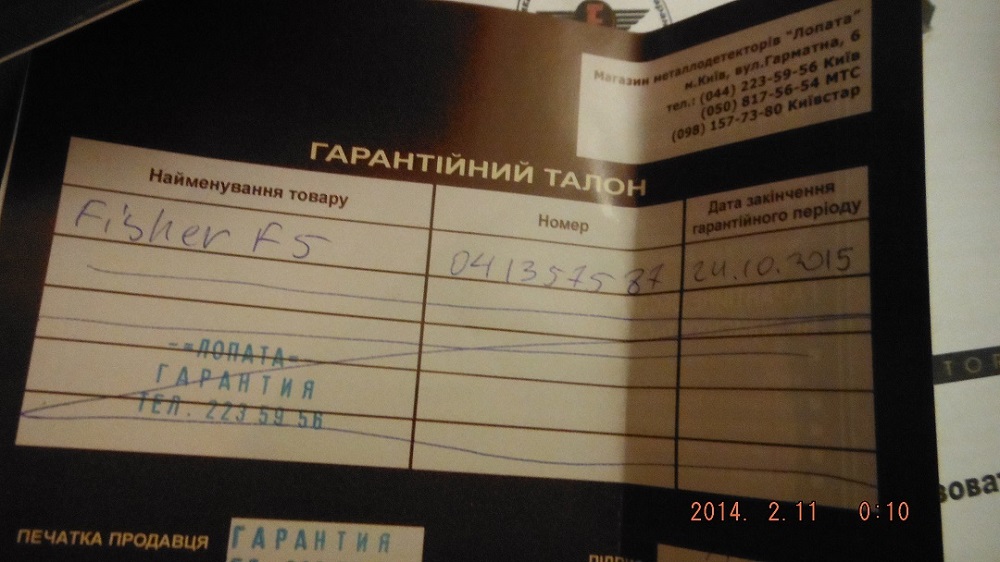 Магазин металлодетекторів "Лопата"
м.Київ, вул.Гарматна, 6
тел.: (044) 223-59-56 Київ
(050) 817-56-54 МТС
(098) 157-73-80 Київстар
ГАРАНТІЙНИЙ ТАЛОН
Найменування товару
Номер
Дата закінчення
гарантійного періоду
Fisher F5
041357587
24.10.2015
-=ЛОПАТА=
ГАРАНТИЯ
ТЕЛ. 223 59 56
ПЕЧАТКА ПРОДАВЦЯ
ГАРАНТИЯ
2014. 2.11 0:10